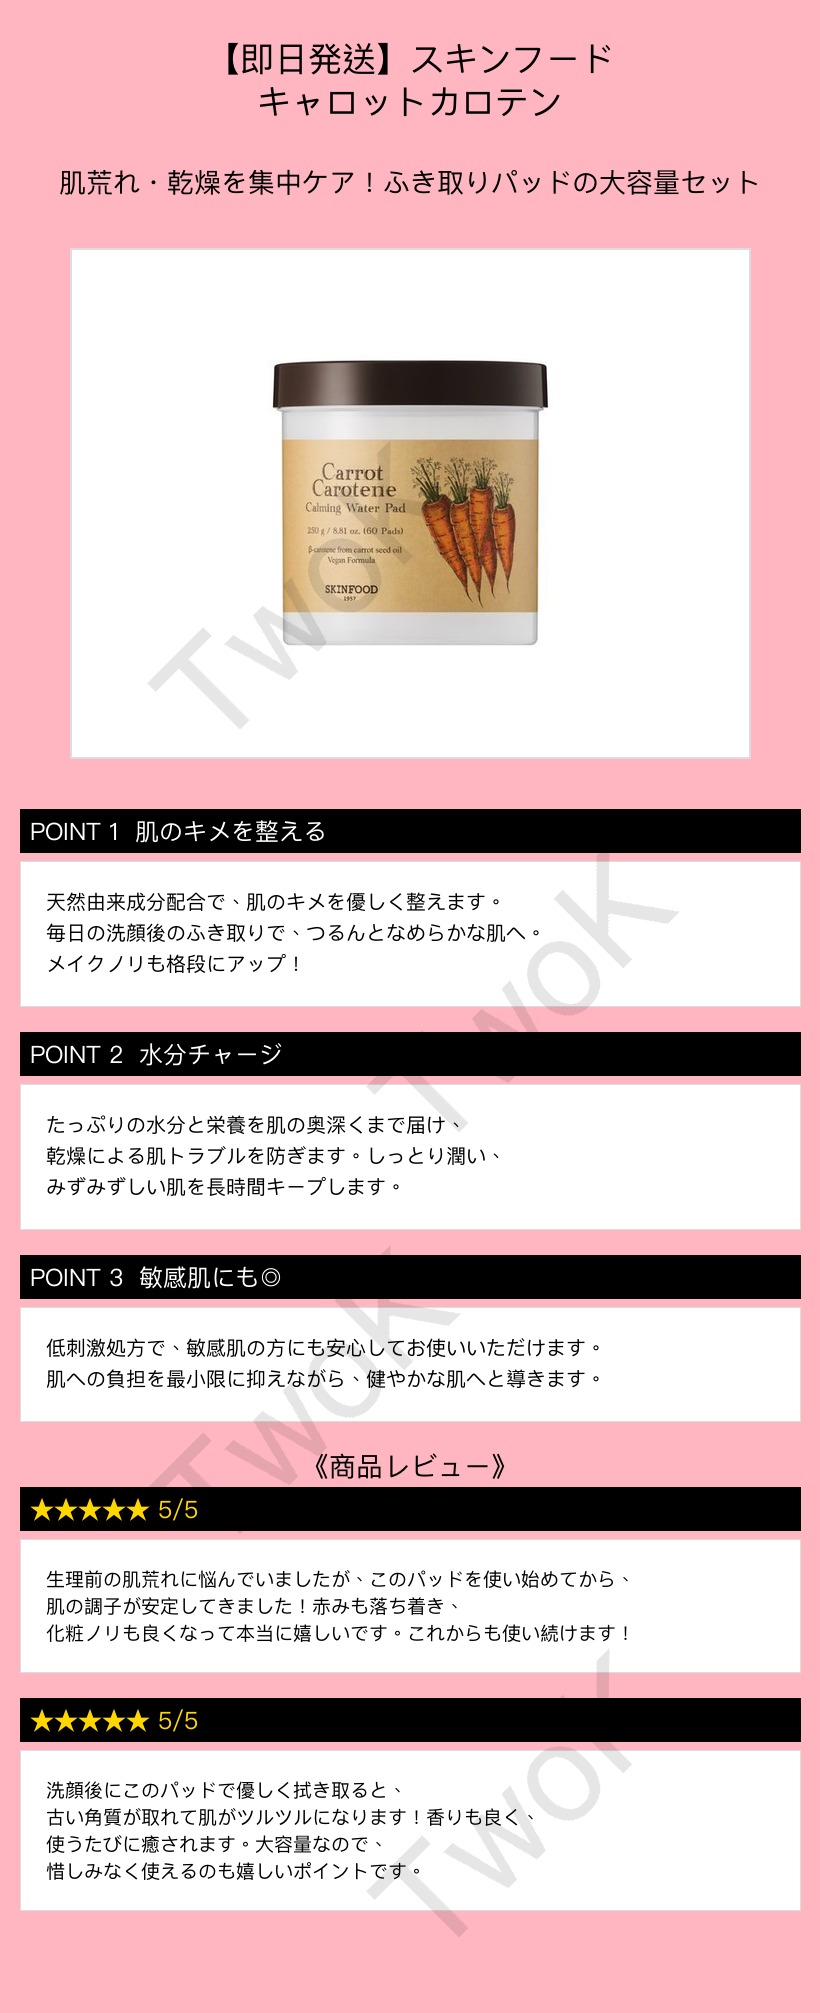 【即日発送】スキンフード
キャロットカロテン
肌荒れ・乾燥を集中ケア！ふき取りパッドの大容量セット
Carrot
Carotene
Calming Water Pad
250 g / 8.81 oz. (60 Pads)
β-carotene from carrot seed oil
Vegan Formula
SKINFOOD
1957
TwoK
POINT 1 肌のキメを整える
天然由来成分配合で、肌のキメを優しく整えます。
毎日の洗顔後のふき取りで、つるんとなめらかな肌へ。
メイクノリも格段にアップ！
TwoK
POINT 2 水分チャージ
たっぷりの水分と栄養を肌の奥深くまで届け、
乾燥による肌トラブルを防ぎます。しっとり潤い、
みずみずしい肌を長時間キープします。
POINT 3 敏感肌にも◎
低刺激処方で、敏感肌の方にも安心してお使いいただけます。
肌への負担を最小限に抑えながら、健やかな肌へと導きます。
TwoK
《商品レビュー》
★★★★★ 5/5
生理前の肌荒れに悩んでいましたが、このパッドを使い始めてから、
肌の調子が安定してきました！赤みも落ち着き、
化粧ノリも良くなって本当に嬉しいです。これからも使い続けます！
★★★★★ 5/5
洗顔後にこのパッドで優しく拭き取ると、
古い角質が取れて肌がツルツルになります！香りも良く、
使うたびに癒されます。大容量なので、
惜しみなく使えるのも嬉しいポイントです。
TwoK